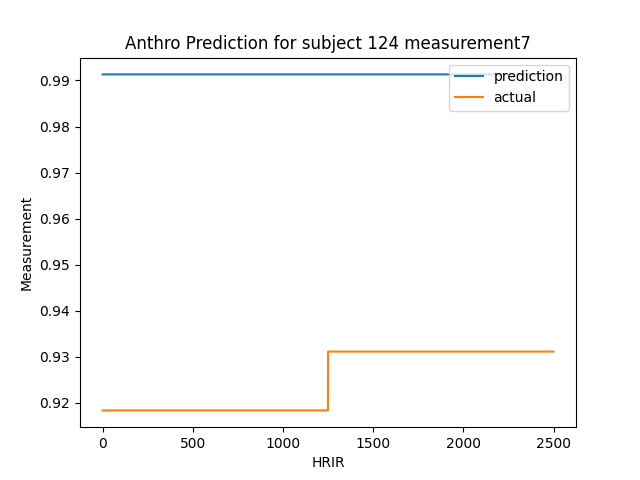 Anthro Prediction for subject 124 measurement7
prediction
actual
Measurement
0.99
0.98
0.97
0.96
0.95
0.94
0.93
0.92
0 500 1000 1500 2000 2500
HRIR